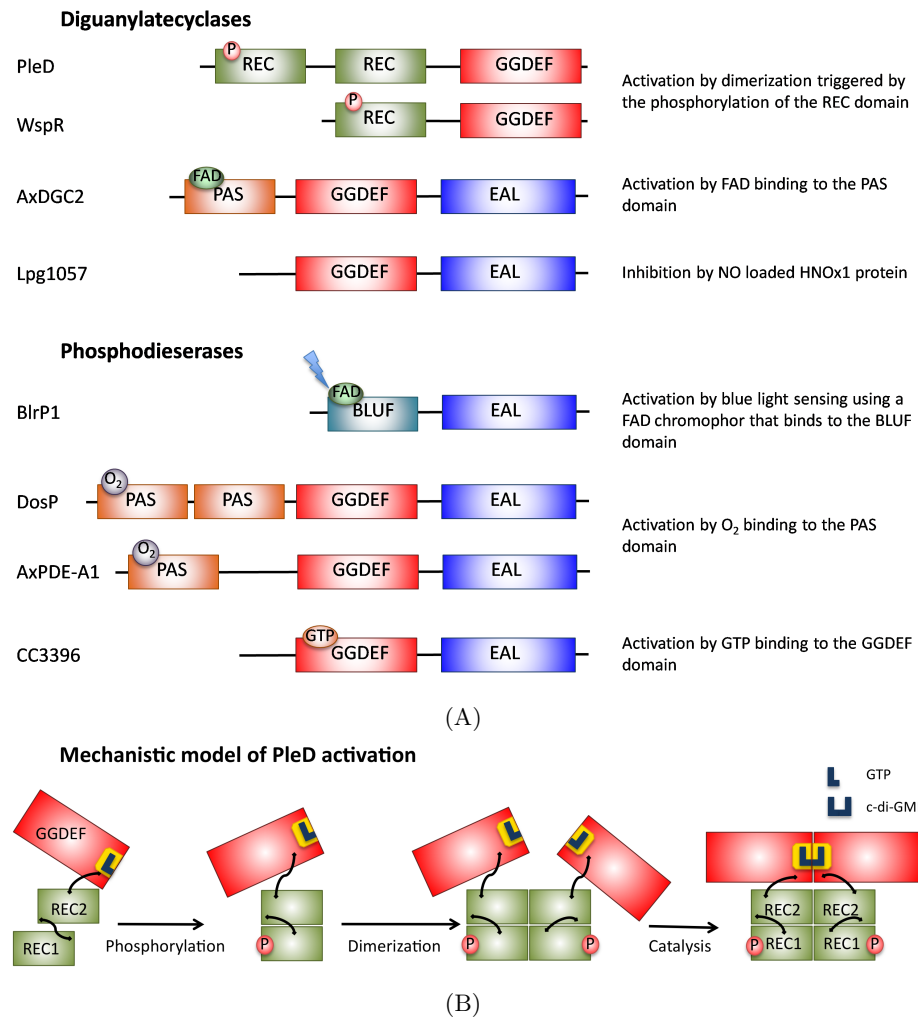 Diguanylatecyclases
PleD
P
REC
REC
GGDEF
Activation by dimerization triggered by
the phosphorylation of the REC domain
WspR
P
REC
GGDEF
AxDGC2
FAD
PAS
GGDEF
EAL
Activation by FAD binding to the PAS
domain
Lpg1057
GGDEF
EAL
Inhibition by NO loaded HNOx1 protein
Phosphodieserases
BlrP1
FAD
BLUF
EAL
Activation by blue light sensing using a
FAD chromophor that binds to the BLUF
domain
DosP
O2
PAS
PAS
GGDEF
EAL
Activation by O2 binding to the PAS
domain
AxPDE-A1
O2
PAS
GGDEF
EAL
CC3396
GTP
GGDEF
EAL
Activation by GTP binding to the GGDEF
domain
(A)
Mechanistic model of PleD activation
GTP
c-di-GM
GGDEF
REC2
REC1
Phosphorylation
P
Dimerization
P
P
Catalysis
REC2
REC2
P
REC1
REC1
P
(B)